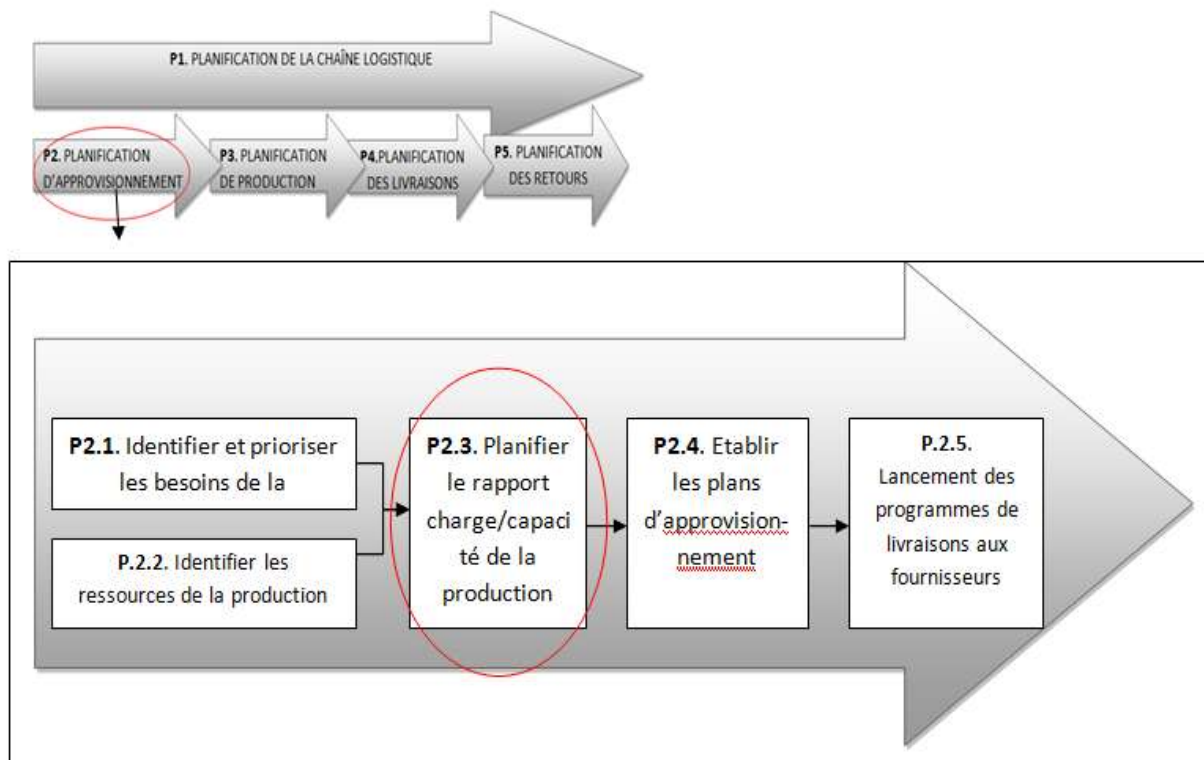 P1. PLANIFICATION DE LA CHAÎNE LOGISTIQUE
P2. PLANIFICATION
D'APPROVISIONNEMENT
P3. PLANIFICATION
DE PRODUCTION
P4.PLANIFICATION
DES LIVRAISONS
P5. PLANIFICATION
DES RETOURS
P2.1. Identifier et prioriser
les besoins de la
P.2.2. Identifier les
ressources de la production
P2.3. Planifier
le rapport
charge/capaci
té de la
production
P2.4. Etablir
les plans
d'approvision-
nement
P.2.5.
Lancement des
programmes de
livraisons aux
fournisseurs